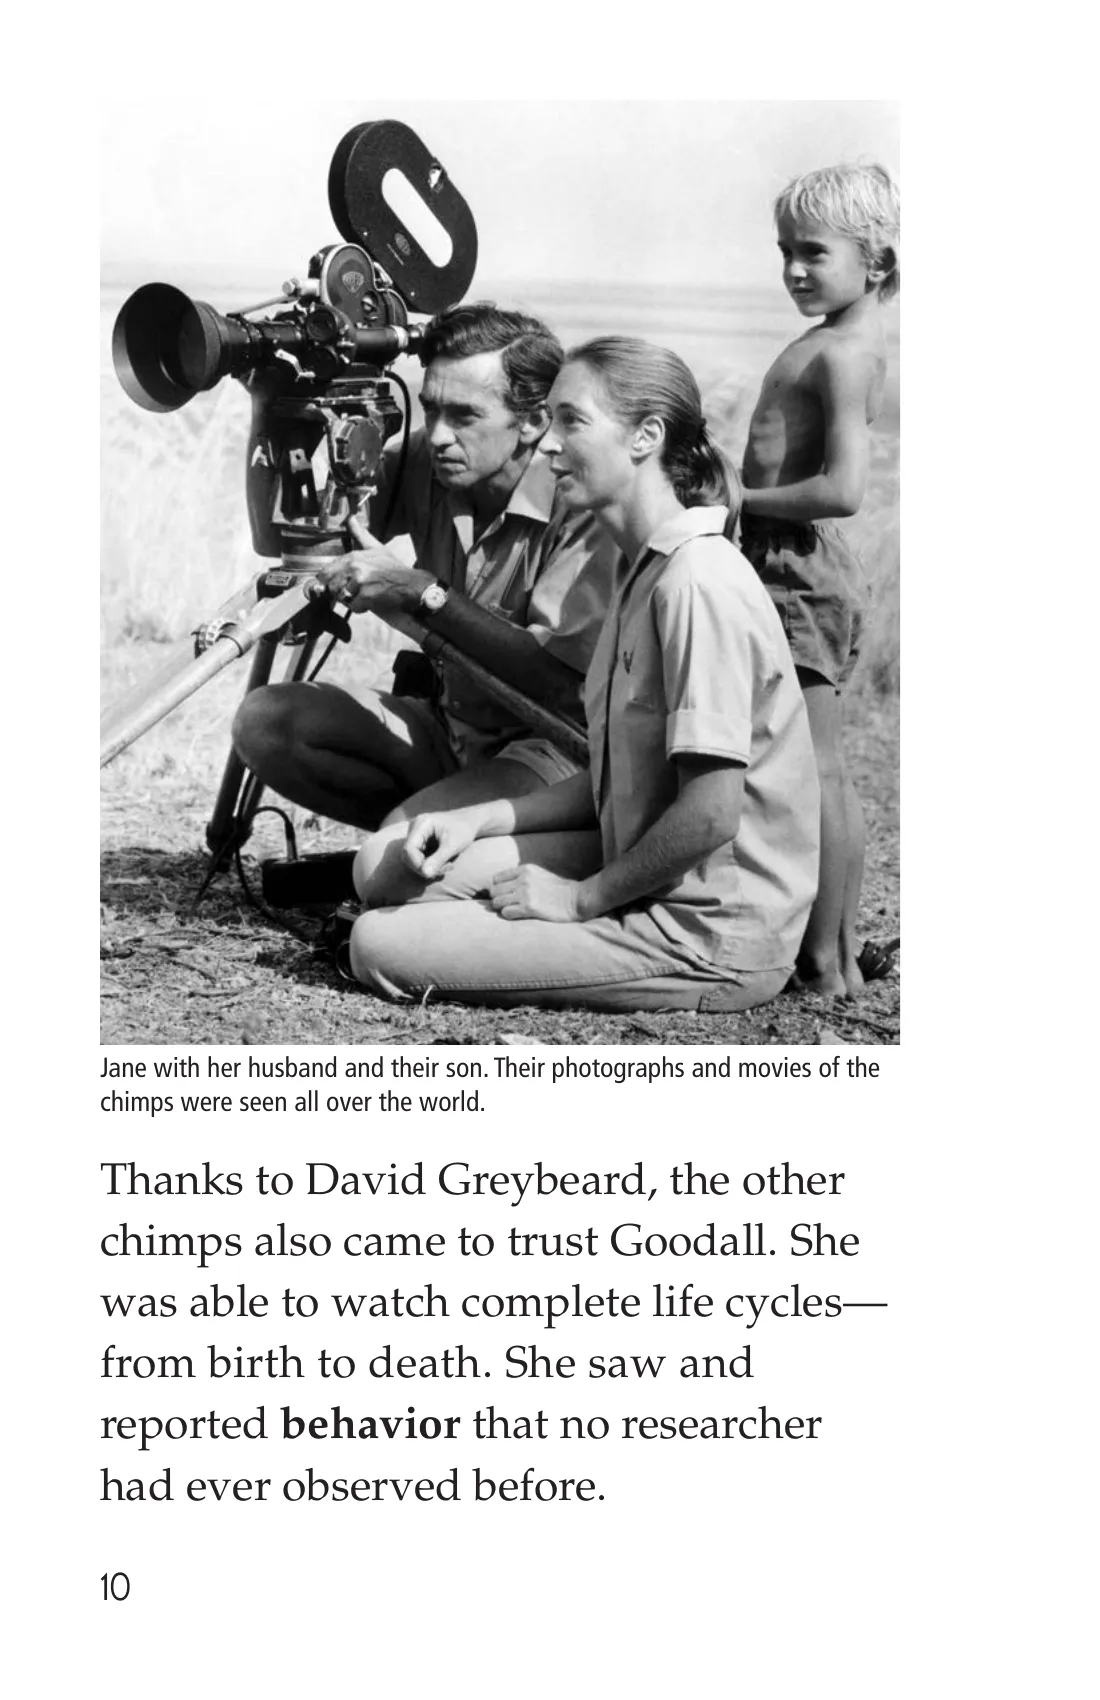 Jane with her husband and their son. Their photographs and movies of the
chimps were seen all over the world.
Thanks to David Greybeard, the other
chimps also came to trust Goodall. She
was able to watch complete life cycles—
from birth to death. She saw and
reported behavior that no researcher
had ever observed before.
10